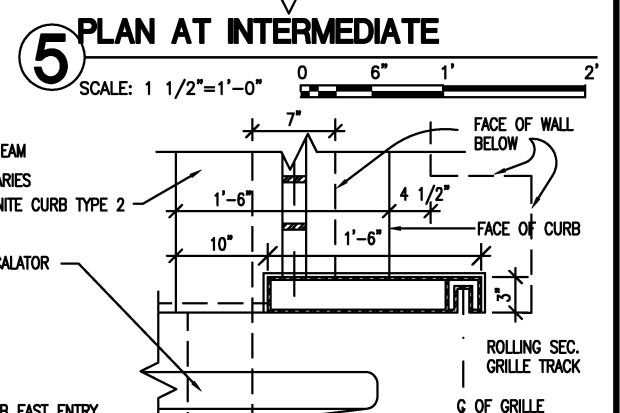 5 PLAN AT INTERMEDIATE
SCALE: 1 1/2"=1'-0"
0 6" 1' 2'
7"
FACE OF WALL
BELOW
EAM
ARIES
NITE CURB TYPE 2
1'-6"
4 1/2"
FACE OF CURB
10"
1'-6"
CALATOR
3"
ROLLING SEC.
GRILLE TRACK
OF GRILLE
EAST ENTRY